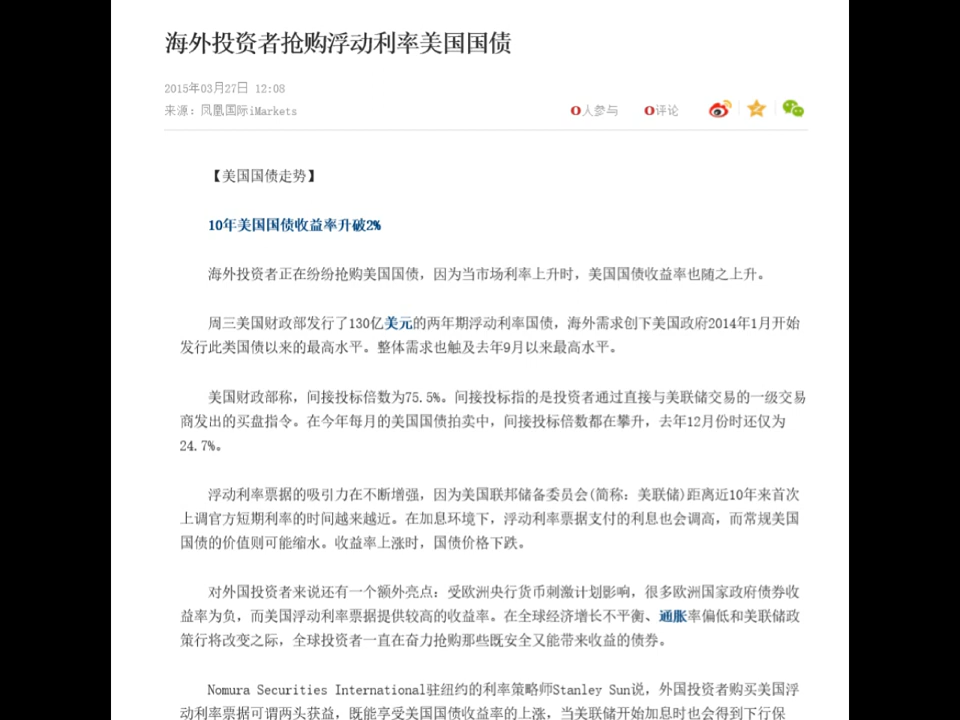 海外投资者抢购浮动利率美国国债
2015年03月27日 12:08
来源：凤凰国际iMarkets
0人参与 0评论
【美国国债走势】
10年美国国债收益率升破2%
海外投资者正在纷纷抢购美国国债，因为当市场利率上升时，美国国债收益率也随之上升。
周三美国财政部发行了130亿美元的两年期浮动利率国债，海外需求创下美国政府2014年1月开始
发行此类国债以来的最高水平。整体需求也触及去年9月以来最高水平。
美国财政部称，间接投标倍数为75.5%。间接投标指的是投资者通过直接与美联储交易的一级交易
商发出的买盘指令。在今年每月的美国国债拍卖中，间接投标倍数都在攀升，去年12月份时还仅为
24.7%。
浮动利率票据的吸引力在不断增强，因为美国联邦储备委员会(简称：美联储)距离近10年来首次
上调官方短期利率的时间越来越近。在加息环境下，浮动利率票据支付的利息也会调高，而常规美国
国债的价值则可能缩水。收益率上涨时，国债价格下跌。
对外国投资者来说还有一个额外亮点：受欧洲央行货币刺激计划影响，很多欧洲国家政府债券收
益率为负，而美国浮动利率票据提供较高的收益率。在全球经济增长不平衡、通胀率偏低和美联储政
策行将改变之际，全球投资者一直在奋力抢购那些既安全又能带来收益的债券。
Nomura Securities International驻纽约的利率策略师Stanley Sun说，外国投资者购买美国浮
动利率票据可谓两头获益，既能享受美国国债收益率的上涨，当美联储开始加息时也会得到下行保